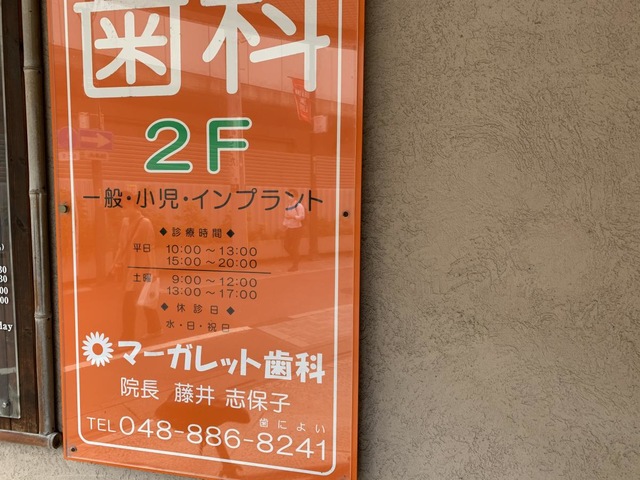 歯科
2F
一般・小児・インプラント
◆診療時間◆
平日 10:00～13:00
15:00～20:00
土曜 9:00～12:00
13:00～17:00
◆休診日◆
水・日・祝日
マーガレット歯科
院長 藤井 志保子
歯によい
TEL 048-886-8241